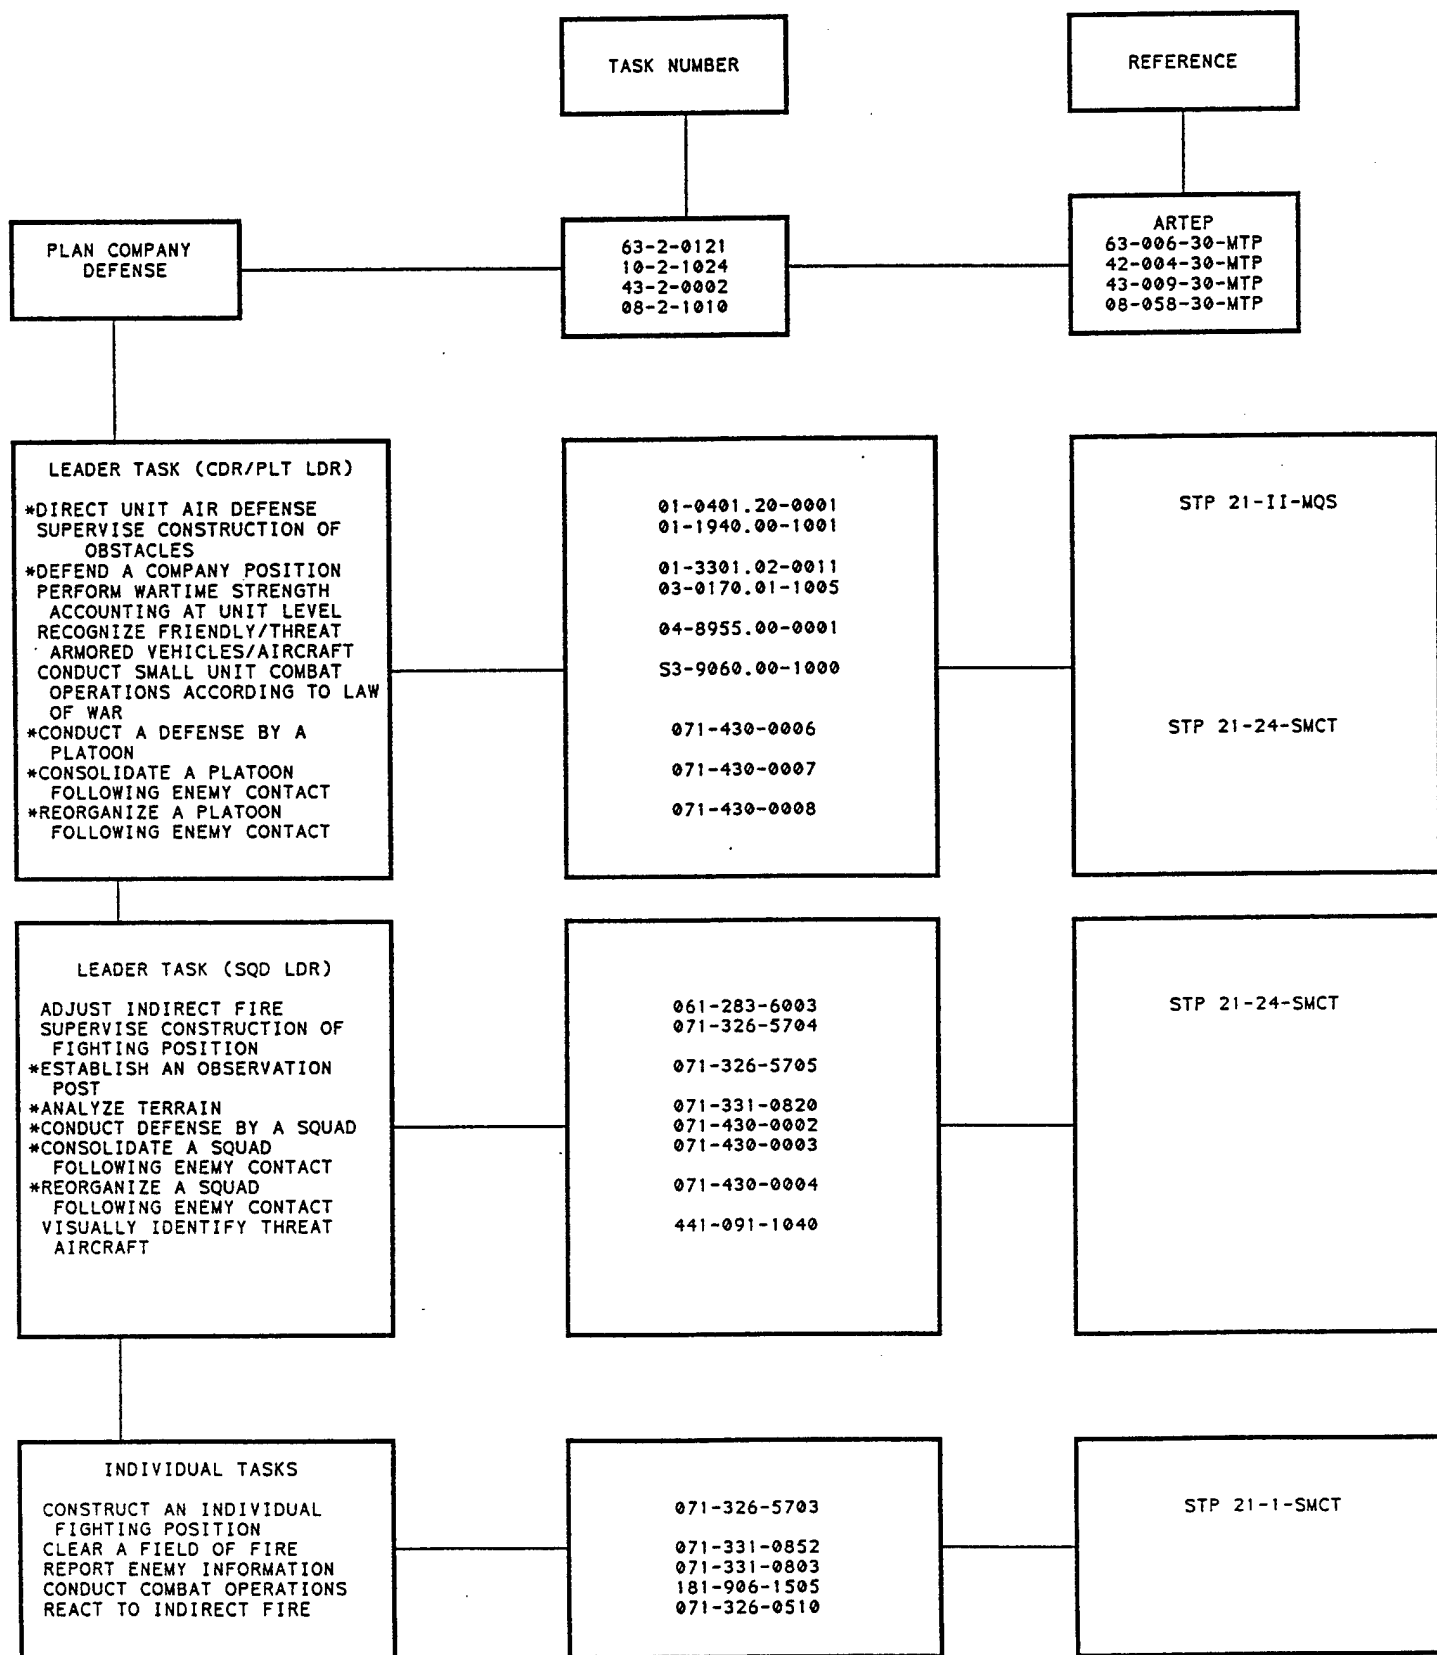 TASK NUMBER
REFERENCE
PLAN COMPANY
DEFENSE
63-2-0121
10-2-1024
43-2-0002
08-2-1010
ARTEP
63-006-30-MTP
42-004-30-MTP
43-009-30-MTP
08-058-30-MTP
LEADER TASK (CDR/PLT LDR)
*DIRECT UNIT AIR DEFENSE
SUPERVISE CONSTRUCTION OF
OBSTACLES
*DEFEND A COMPANY POSITION
PERFORM WARTIME STRENGTH
ACCOUNTING AT UNIT LEVEL
RECOGNIZE FRIENDLY/THREAT
ARMORED VEHICLES/AIRCRAFT
CONDUCT SMALL UNIT COMBAT
OPERATIONS ACCORDING TO LAW
OF WAR
*CONDUCT A DEFENSE BY A
PLATOON
*CONSOLIDATE A PLATOON
FOLLOWING ENEMY CONTACT
*REORGANIZE A PLATOON
FOLLOWING ENEMY CONTACT
01-0401.20-0001
01-1940.00-1001
01-3301.02-0011
03-0170.01-1005
04-8955.00-0001
S3-9060.00-1000
071-430-0006
071-430-0007
071-430-0008
STP 21-II-MQS
STP 21-24-SMCT
LEADER TASK (SQD LDR)
ADJUST INDIRECT FIRE
SUPERVISE CONSTRUCTION OF
FIGHTING POSITION
*ESTABLISH AN OBSERVATION
POST
*ANALYZE TERRAIN
*CONDUCT DEFENSE BY A SQUAD
*CONSOLIDATE A SQUAD
FOLLOWING ENEMY CONTACT
*REORGANIZE A SQUAD
FOLLOWING ENEMY CONTACT
VISUALLY IDENTIFY THREAT
AIRCRAFT
061-283-6003
071-326-5704
071-326-5705
071-331-0820
071-430-0002
071-430-0003
071-430-0004
441-091-1040
STP 21-24-SMCT
INDIVIDUAL TASKS
CONSTRUCT AN INDIVIDUAL
FIGHTING POSITION
CLEAR A FIELD OF FIRE
REPORT ENEMY INFORMATION
CONDUCT COMBAT OPERATIONS
REACT TO INDIRECT FIRE
071-326-5703
071-331-0852
071-331-0803
181-906-1505
071-326-0510
STP 21-1-SMCT